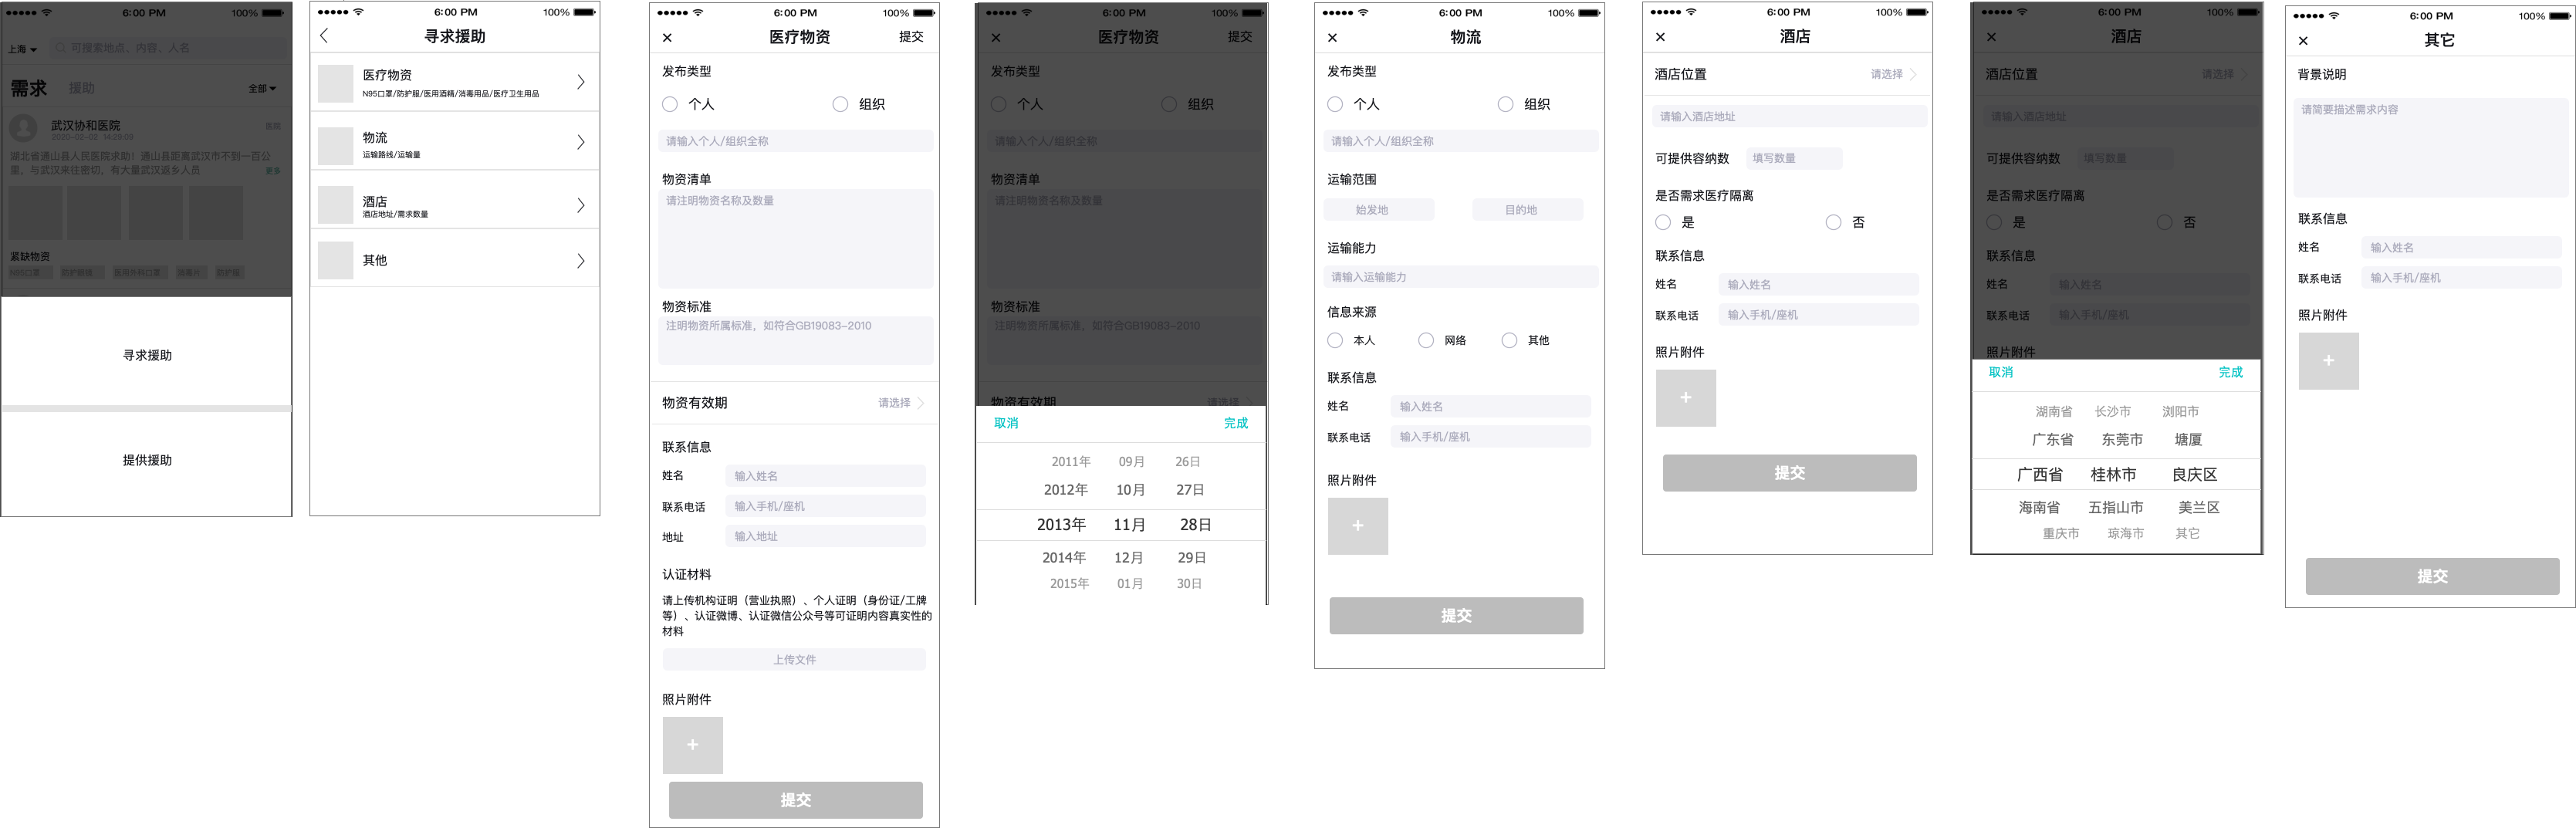 6:00 PM
100%
上海
可搜索地点、内容、人名
需求
援助
全部
武汉协和医院
医院
2020-02-02 14:29:09
湖北省通山县人民医院求助！通山县距离武汉市不到一百公
里，与武汉来往密切，有大量武汉返乡人员
更多
紧缺物资
N95口罩
防护眼镜
医用外科口罩
消毒片
防护服
寻求援助
提供援助
6:00 PM
100%
寻求援助
医疗物资
N95口罩/防护服/医用酒精/消毒用品/医疗卫生用品
物流
运输路线/运输量
酒店
酒店地址/需求数量
其他
6:00 PM
100%
×
医疗物资
提交
发布类型
个人
组织
请输入个人/组织全称
物资清单
请注明物资名称及数量
物资标准
注明物资所属标准，如符合GB19083-2010
物资有效期
请选择
联系信息
姓名
输入姓名
联系电话
输入手机/座机
地址
输入地址
认证材料
请上传机构证明（营业执照）、个人证明（身份证/工牌
等）、认证微博、认证微信公众号等可证明内容真实性的
材料
上传文件
照片附件
+
提交
6:00 PM
100%
×
医疗物资
提交
发布类型
个人
组织
请输入个人/组织全称
物资清单
请注明物资名称及数量
物资标准
注明物资所属标准，如符合GB19083-2010
物资有效期
请选择
取消
完成
2011年 09月 26日
2012年 10月 27日
2013年 11月 28日
2014年 12月 29日
2015年 01月 30日
6:00 PM
100%
×
物流
发布类型
个人
组织
请输入个人/组织全称
运输范围
始发地
目的地
运输能力
请输入运输能力
信息来源
本人
网络
其他
联系信息
姓名
输入姓名
联系电话
输入手机/座机
照片附件
+
提交
6:00 PM
100%
×
酒店
酒店位置
请选择
请输入酒店地址
可提供容纳数
填写数量
是否需求医疗隔离
是
否
联系信息
姓名
输入姓名
联系电话
输入手机/座机
照片附件
+
提交
6:00 PM
100%
×
酒店
酒店位置
请选择
请输入酒店地址
可提供容纳数
填写数量
是否需求医疗隔离
是
否
联系信息
姓名
输入姓名
联系电话
输入手机/座机
照片附件
取消
完成
湖南省 长沙市 浏阳市
广东省 东莞市 塘厦
广西省 桂林市 良庆区
海南省 五指山市 美兰区
重庆市 琼海市 其它
6:00 PM
100%
×
其它
背景说明
请简要描述需求内容
联系信息
姓名
输入姓名
联系电话
输入手机/座机
照片附件
+
提交